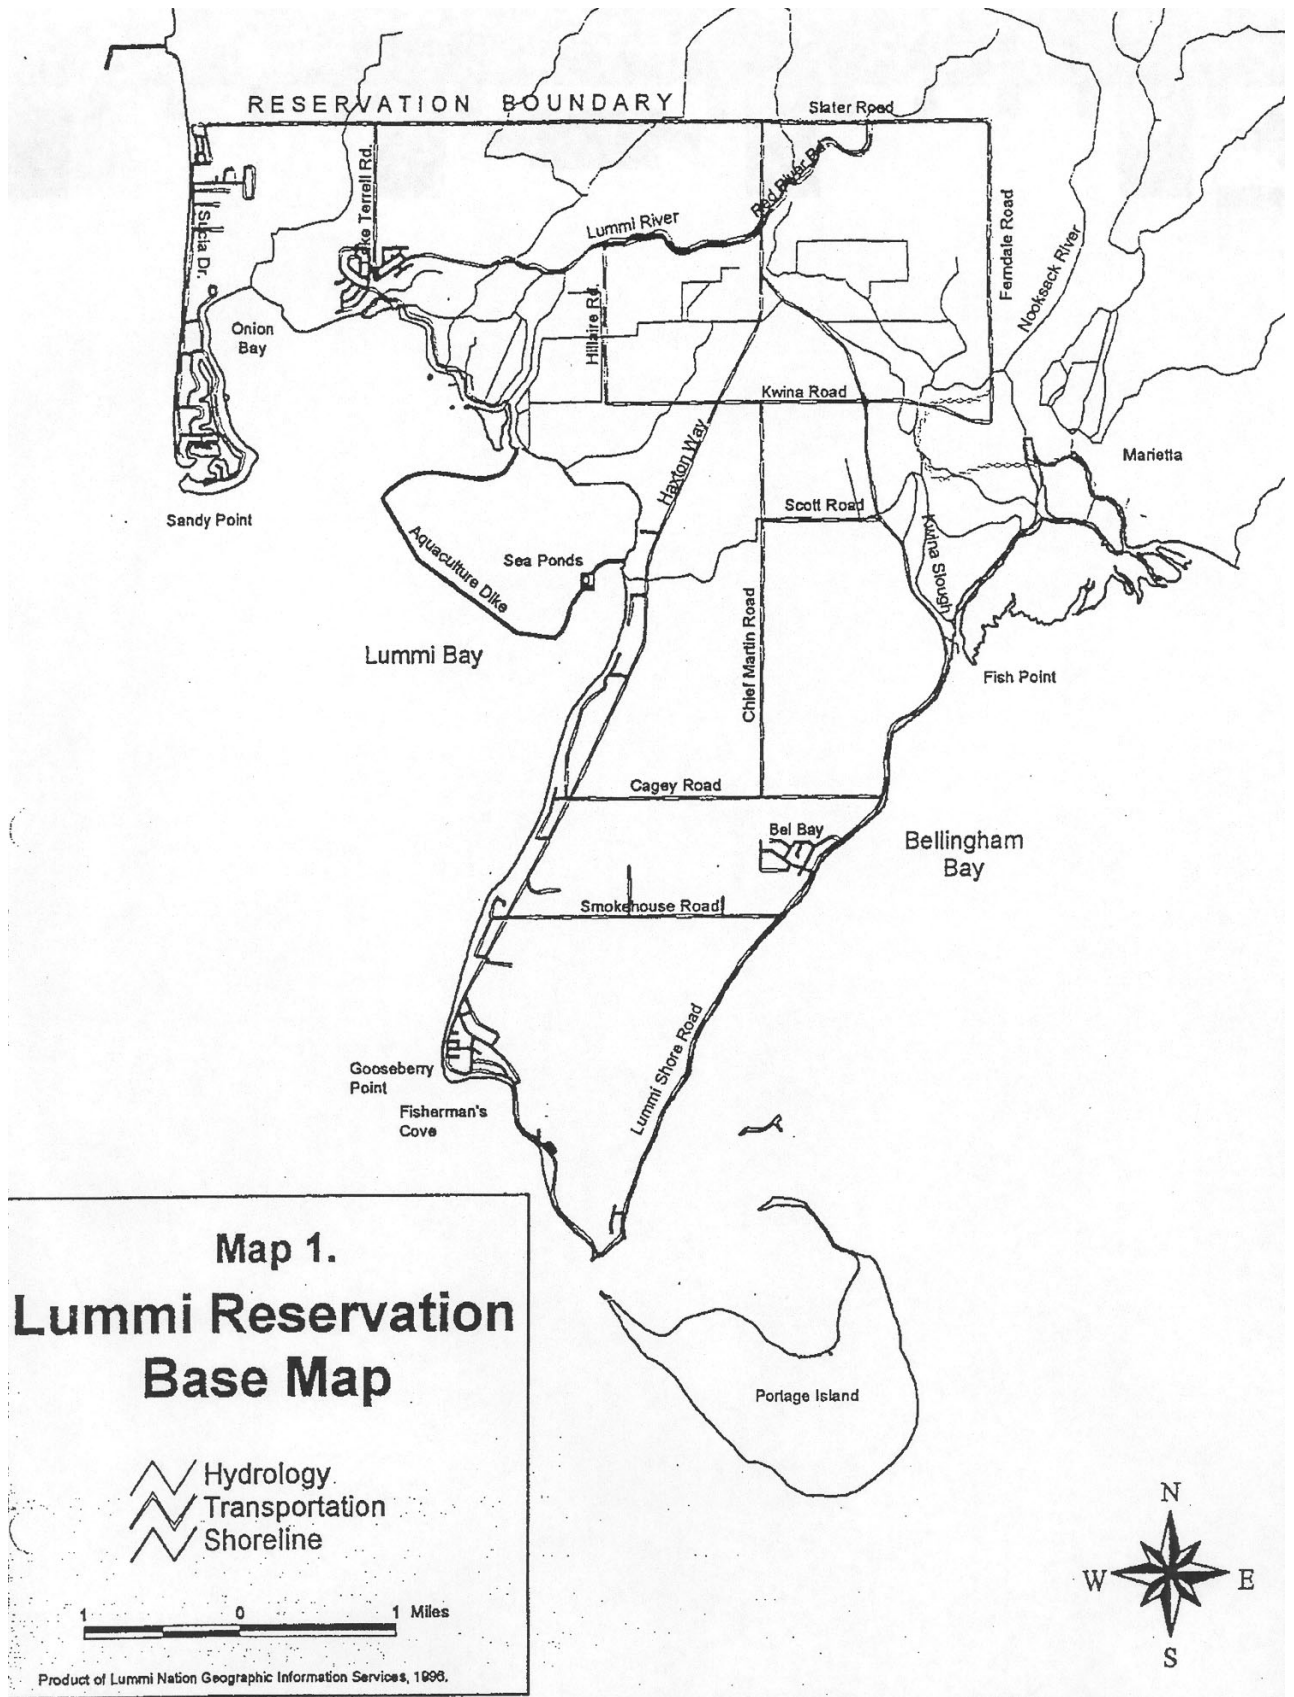 RESERVATION BOUNDARY
Slater Road
Lake Terrell Rd.
Red River Rd.
Sucia Dr.
Lummi River
Ferndale Road
Nooksack River
Onion
Bay
Hillaire Rd.
Kwina Road
Haxton Way
Marietta
Sandy Point
Scott Road
Aquaculture Dike
Sea Ponds
Kwina Slough
Lummi Bay
Chief Martin Road
Fish Point
Cagey Road
Bel Bay
Bellingham
Bay
Smokehouse Road
Lummi Shore Road
Gooseberry
Point
Fisherman's
Cove
Portage Island
Map 1.
Lummi Reservation
Base Map
Hydrology
Transportation
Shoreline
1 0 1 Miles
Product of Lummi Nation Geographic Information Services, 1996.
N
W E
S